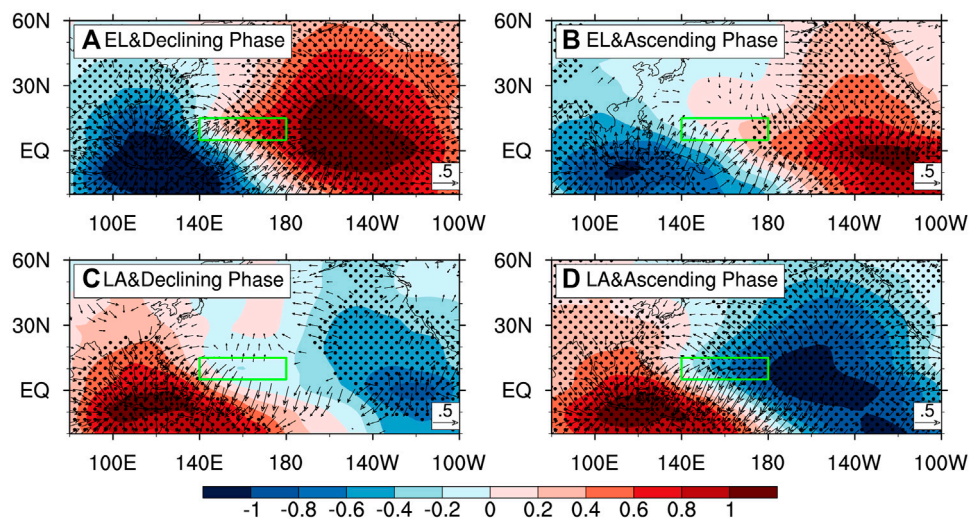 60N
30N
EQ
A EL&Declining Phase
.5
100E 140E 180 140W 100W
60N
30N
EQ
B EL&Ascending Phase
.5
100E 140E 180 140W 100W
60N
30N
EQ
C LA&Declining Phase
.5
100E 140E 180 140W 100W
60N
30N
EQ
D LA&Ascending Phase
.5
100E 140E 180 140W 100W
-1 -0.8 -0.6 -0.4 -0.2 0 0.2 0.4 0.6 0.8 1